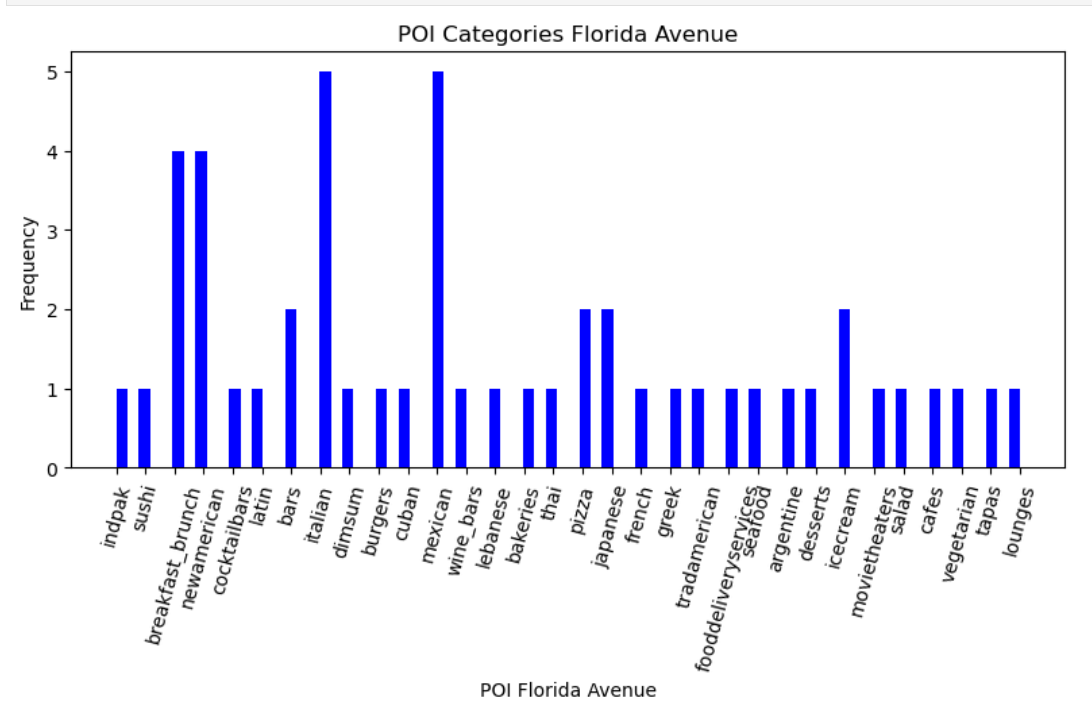 POI Categories Florida Avenue
Frequency
5
4
3
2
1
0
indpak
sushi
breakfast_brunch
newamerican
cocktailbars
latin
bars
italian
dimsum
burgers
cuban
mexican
wine_bars
lebanese
bakeries
thai
pizza
japanese
french
greek
tradamerican
fooddeliveryservices
seafood
argentine
desserts
icecream
movietheaters
salad
cafes
vegetarian
tapas
lounges
POI Florida Avenue